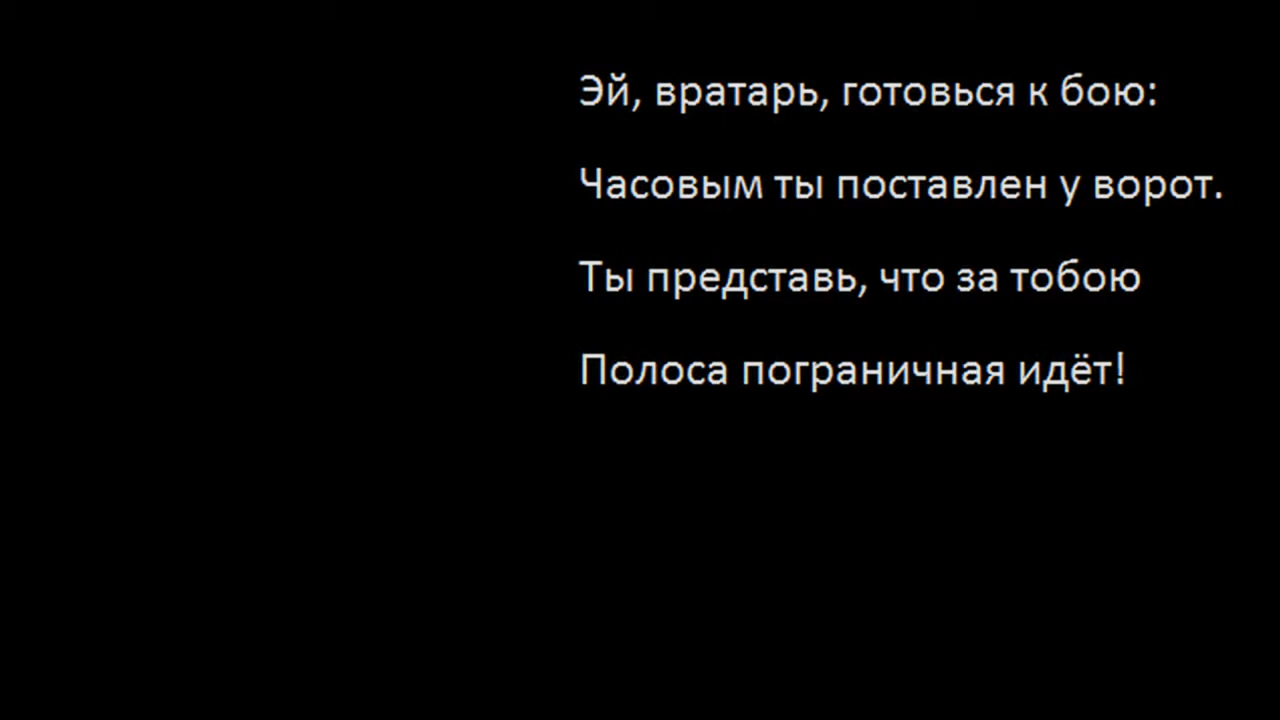 Эй, вратарь, готовься к бою:
Часовым ты поставлен у ворот.
Ты представь, что за тобою
Полоса пограничная идёт!